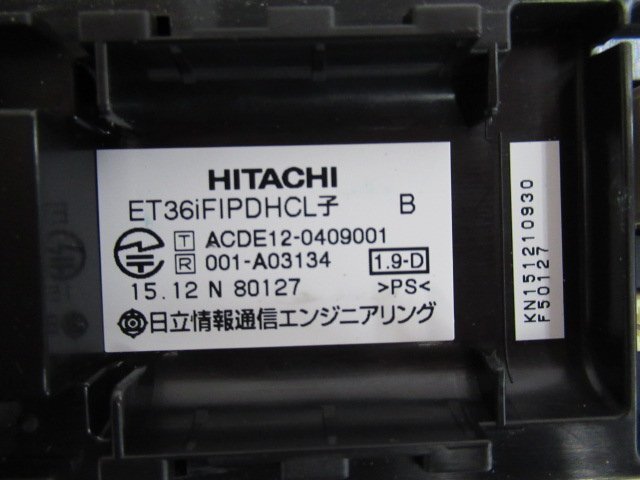 HITACHI
ET36iFIPDHCL子 B
T ACDE12-0409001
R 001-A03134 1.9-D
15.12 N 80127 >PS<
日立情報通信エンジニアリング
KN151210930
F50127